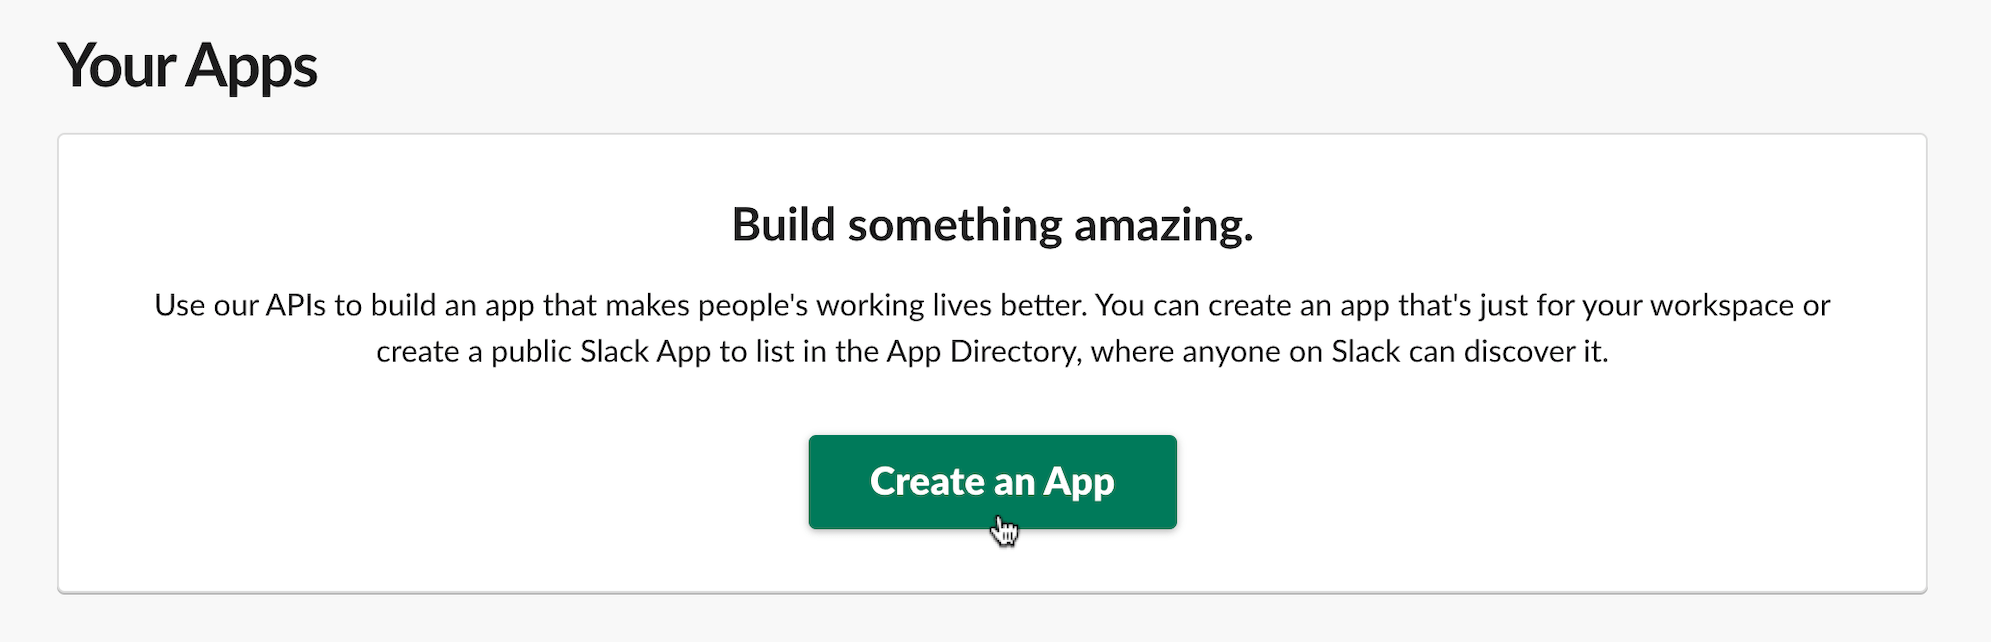 Your Apps
Build something amazing.
Use our APIs to build an app that makes people's working lives better. You can create an app that's just for your workspace or
create a public Slack App to list in the App Directory, where anyone on Slack can discover it.
Create an App